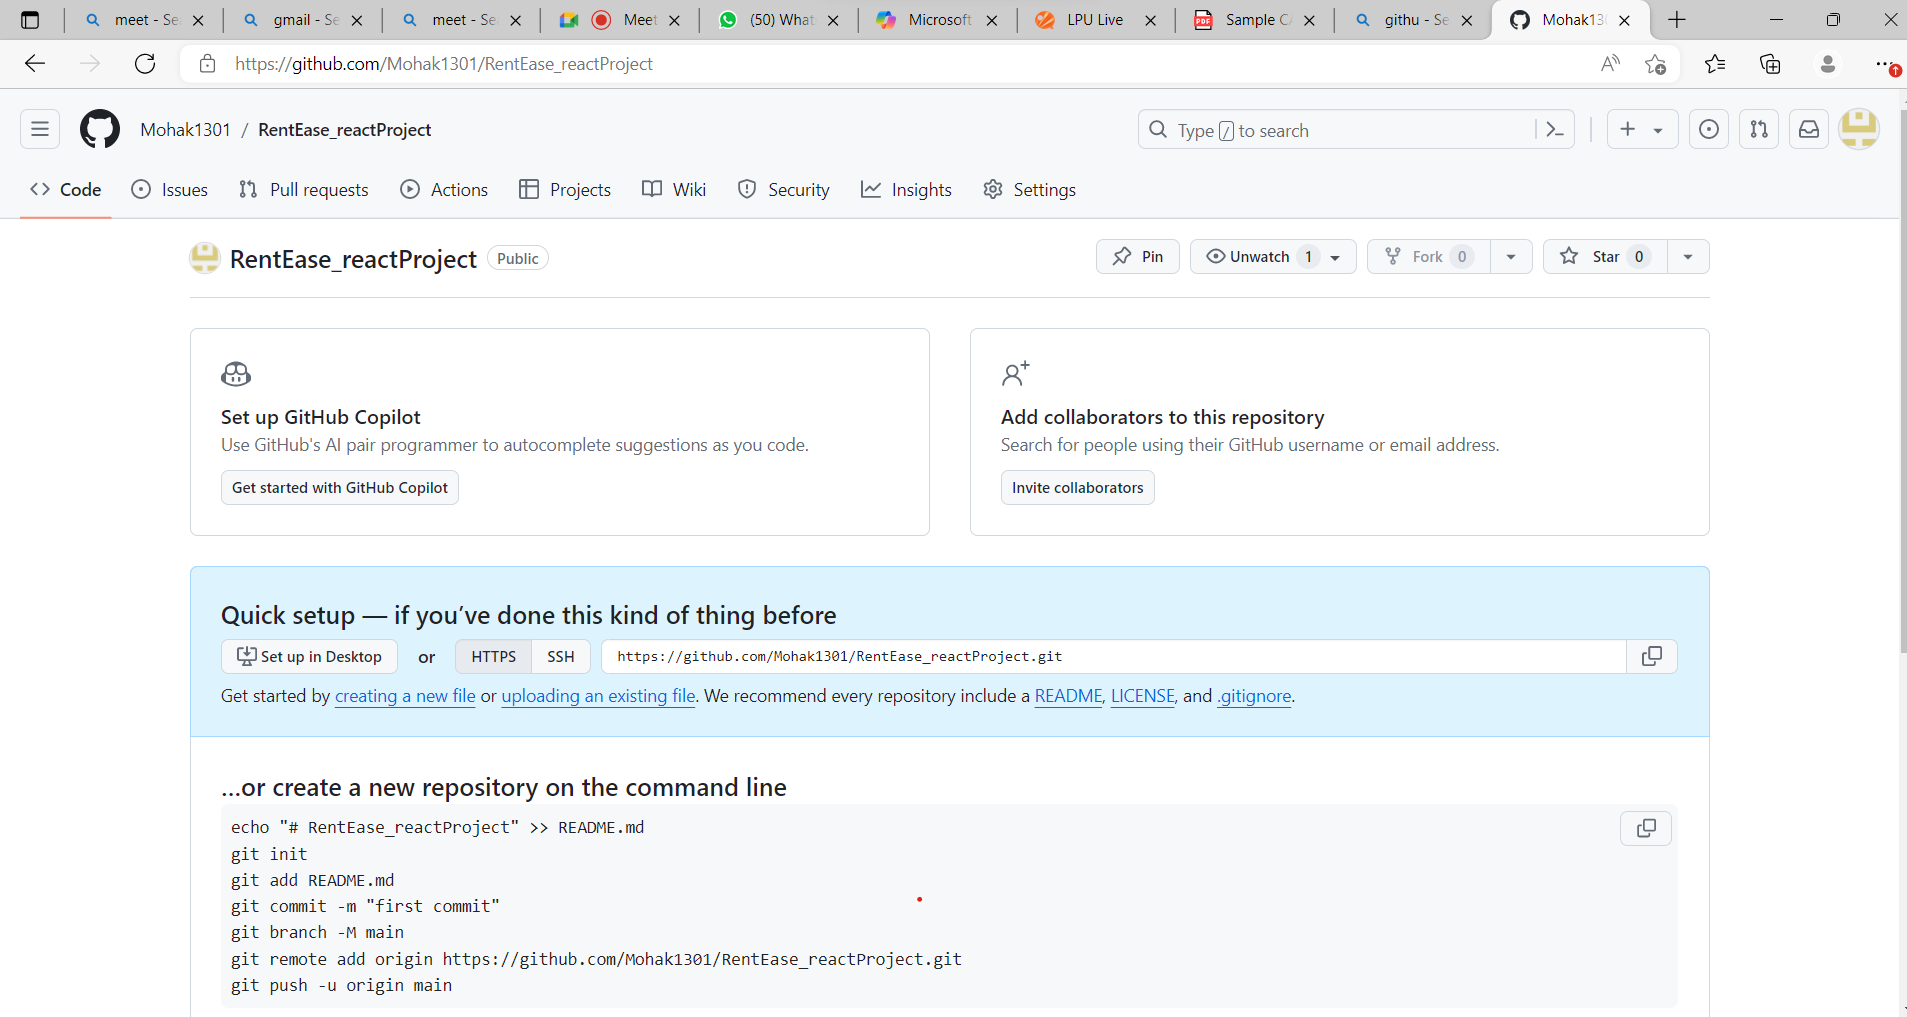 meet - Se
gmail - Se
meet - Se
Meet
(50) What
Microsoft
LPU Live
PDF
Sample CA
githu - Se
Mohak130
https://github.com/Mohak1301/RentEase_reactProject
Mohak1301 / RentEase_reactProject
Type / to search
Code
Issues
Pull requests
Actions
Projects
Wiki
Security
Insights
Settings
RentEase_reactProject
Public
Pin
Unwatch 1
Fork 0
Star 0
Set up GitHub Copilot
Use GitHub's AI pair programmer to autocomplete suggestions as you code.
Get started with GitHub Copilot
Add collaborators to this repository
Search for people using their GitHub username or email address.
Invite collaborators
Quick setup — if you’ve done this kind of thing before
Set up in Desktop or HTTPS SSH https://github.com/Mohak1301/RentEase_reactProject.git
Get started by creating a new file or uploading an existing file. We recommend every repository include a README, LICENSE, and .gitignore.
…or create a new repository on the command line
echo "# RentEase_reactProject" >> README.md
git init
git add README.md
git commit -m "first commit"
git branch -M main
git remote add origin https://github.com/Mohak1301/RentEase_reactProject.git
git push -u origin main